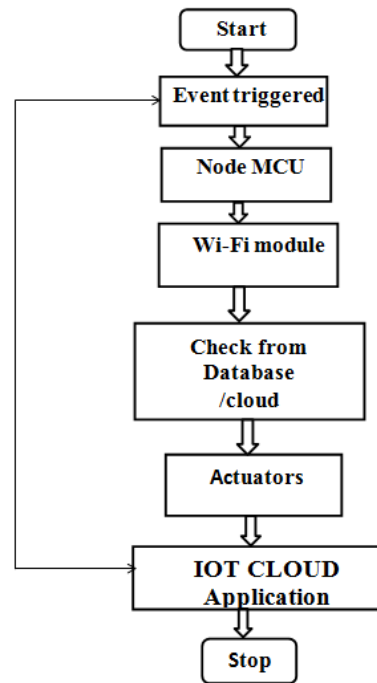 Start
Event triggered
Node MCU
Wi-Fi module
Check from
Database
/cloud
Actuators
IOT CLOUD
Application
Stop